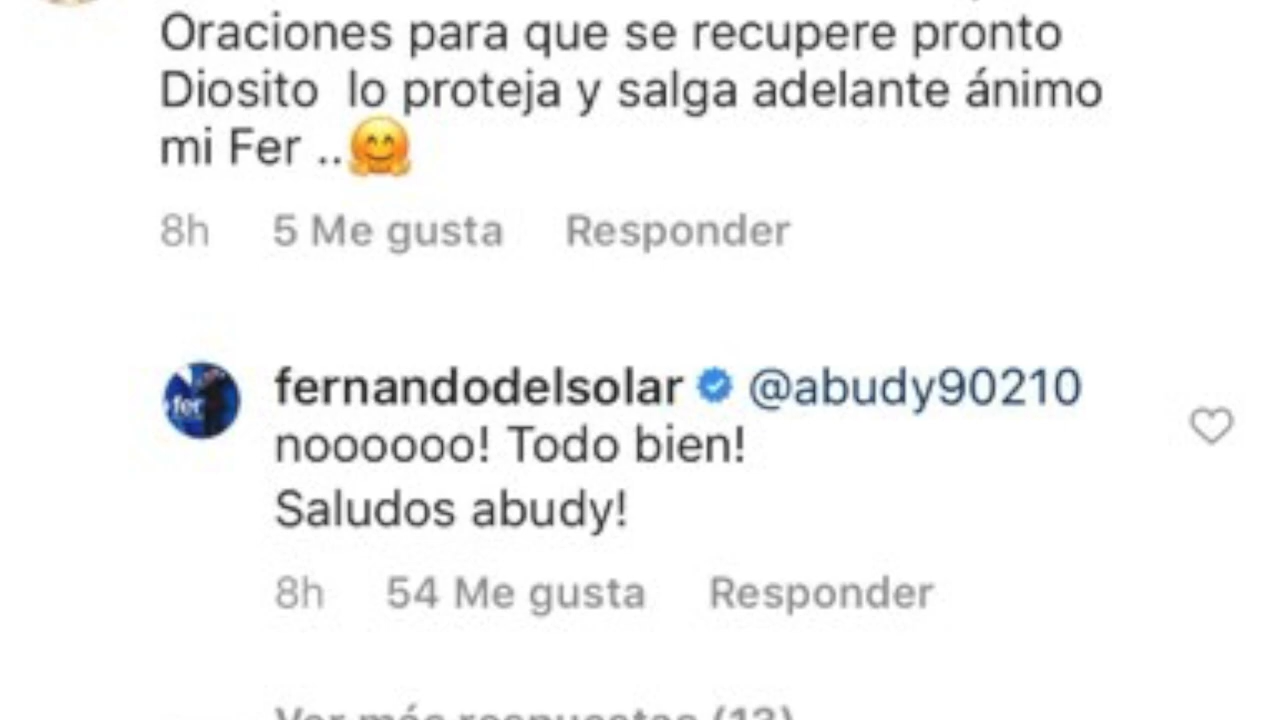 Oraciones para que se recupere pronto
Diosito lo proteja y salga adelante ánimo
mi Fer ..🤗
8h 5 Me gusta Responder
fer
fernandodelsolar @abudy90210
noooooo! Todo bien!
Saludos abudy!
8h 54 Me gusta Responder
Ver más respuestas (13)